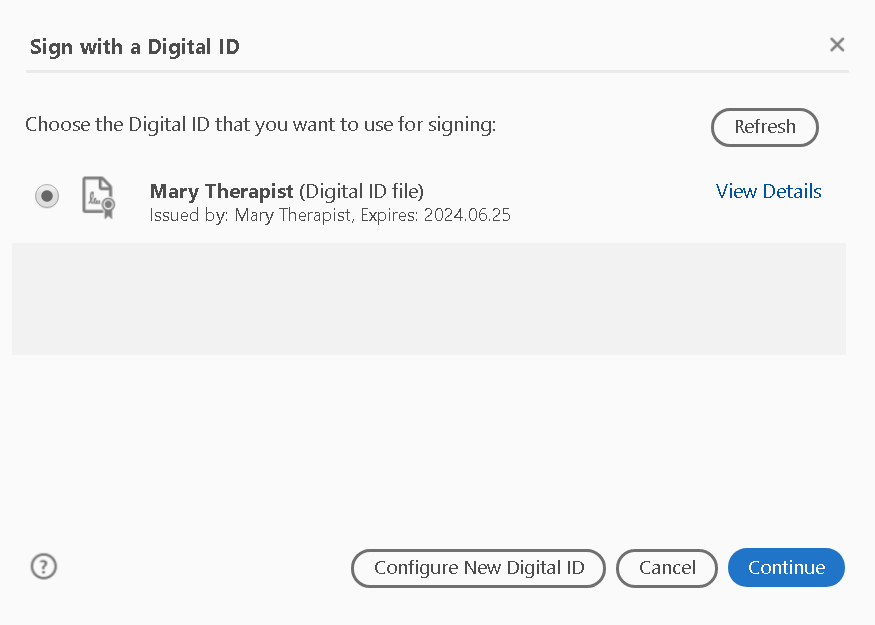 Sign with a Digital ID
Choose the Digital ID that you want to use for signing:
Refresh
Mary Therapist (Digital ID file)
View Details
Issued by: Mary Therapist, Expires: 2024.06.25
?
Configure New Digital ID
Cancel
Continue